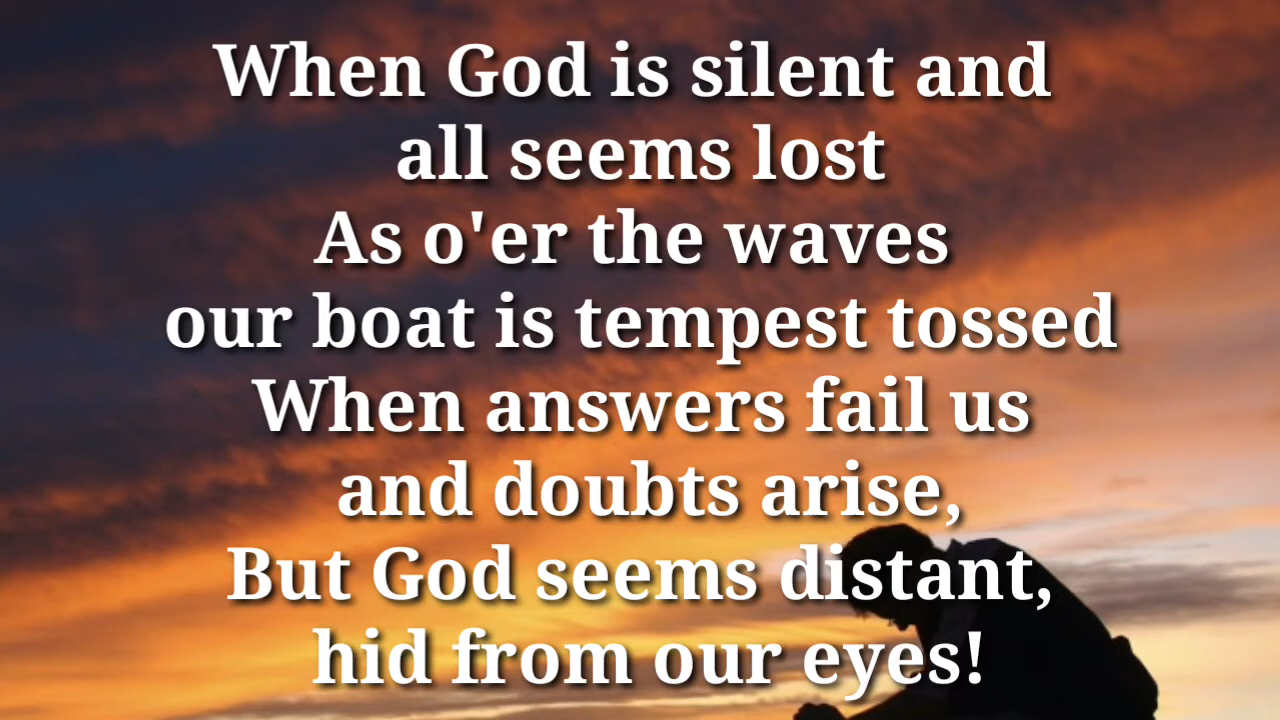 When God is silent and
all seems lost
As o'er the waves
our boat is tempest tossed
When answers fail us
and doubts arise,
But God seems distant,
hid from our eyes!